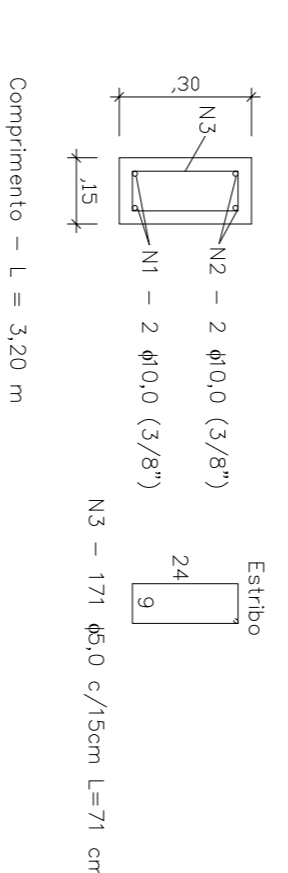 ,30
N3
,15
N2 - 2 ϕ10,0 (3/8")
N1 - 2 ϕ10,0 (3/8")
Comprimento - L = 3,20 m
Estribo
24
9
N3 - 171 ϕ5,0 c/15cm L=71 cm